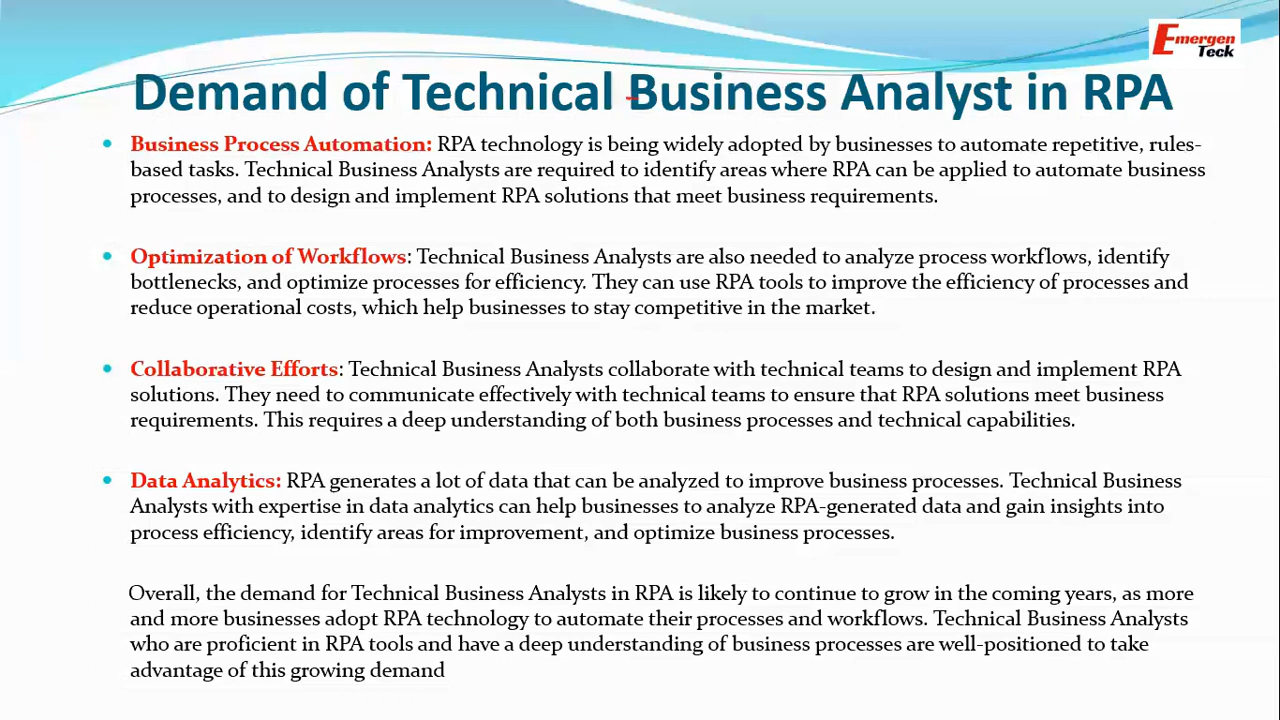 Emergen
Teck
Demand of Technical Business Analyst in RPA
• Business Process Automation: RPA technology is being widely adopted by businesses to automate repetitive, rules-
based tasks. Technical Business Analysts are required to identify areas where RPA can be applied to automate business
processes, and to design and implement RPA solutions that meet business requirements.
• Optimization of Workflows: Technical Business Analysts are also needed to analyze process workflows, identify
bottlenecks, and optimize processes for efficiency. They can use RPA tools to improve the efficiency of processes and
reduce operational costs, which help businesses to stay competitive in the market.
• Collaborative Efforts: Technical Business Analysts collaborate with technical teams to design and implement RPA
solutions. They need to communicate effectively with technical teams to ensure that RPA solutions meet business
requirements. This requires a deep understanding of both business processes and technical capabilities.
• Data Analytics: RPA generates a lot of data that can be analyzed to improve business processes. Technical Business
Analysts with expertise in data analytics can help businesses to analyze RPA-generated data and gain insights into
process efficiency, identify areas for improvement, and optimize business processes.
Overall, the demand for Technical Business Analysts in RPA is likely to continue to grow in the coming years, as more
and more businesses adopt RPA technology to automate their processes and workflows. Technical Business Analysts
who are proficient in RPA tools and have a deep understanding of business processes are well-positioned to take
advantage of this growing demand